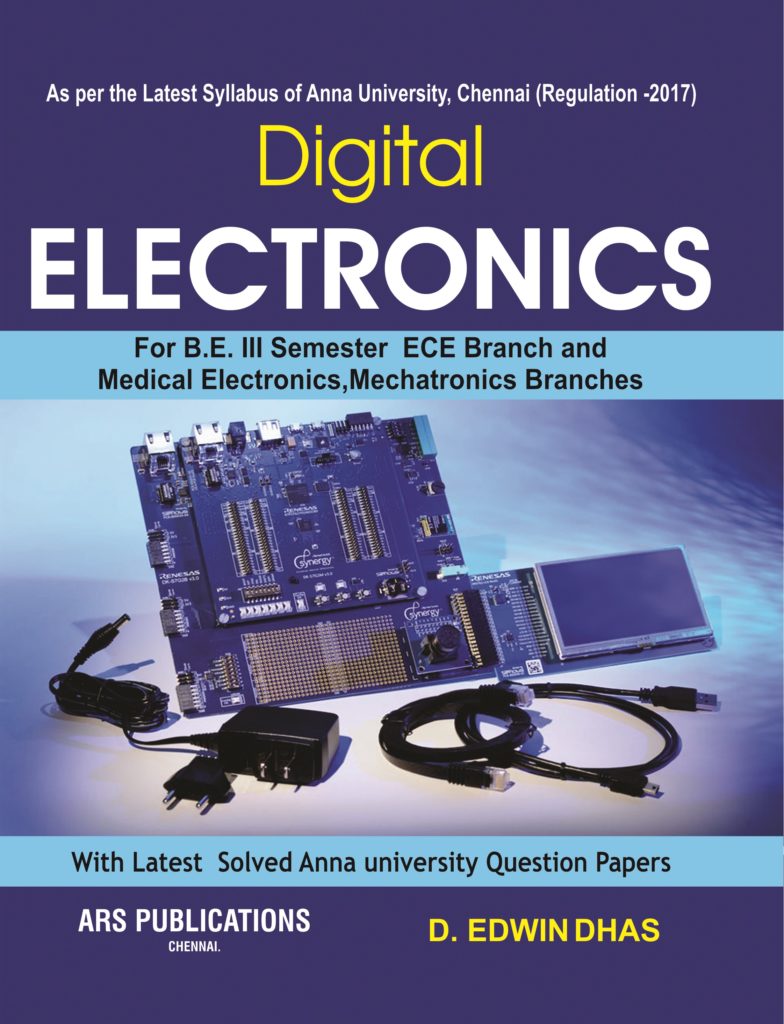 As per the Latest Syllabus of Anna University, Chennai (Regulation -2017)
Digital
ELECTRONICS
For B.E. III Semester ECE Branch and
Medical Electronics,Mechatronics Branches
RENESAS
synergy
RENESAS
RENESAS
synergy
With Latest Solved Anna university Question Papers
ARS PUBLICATIONS
CHENNAI.
D. EDWIN DHAS